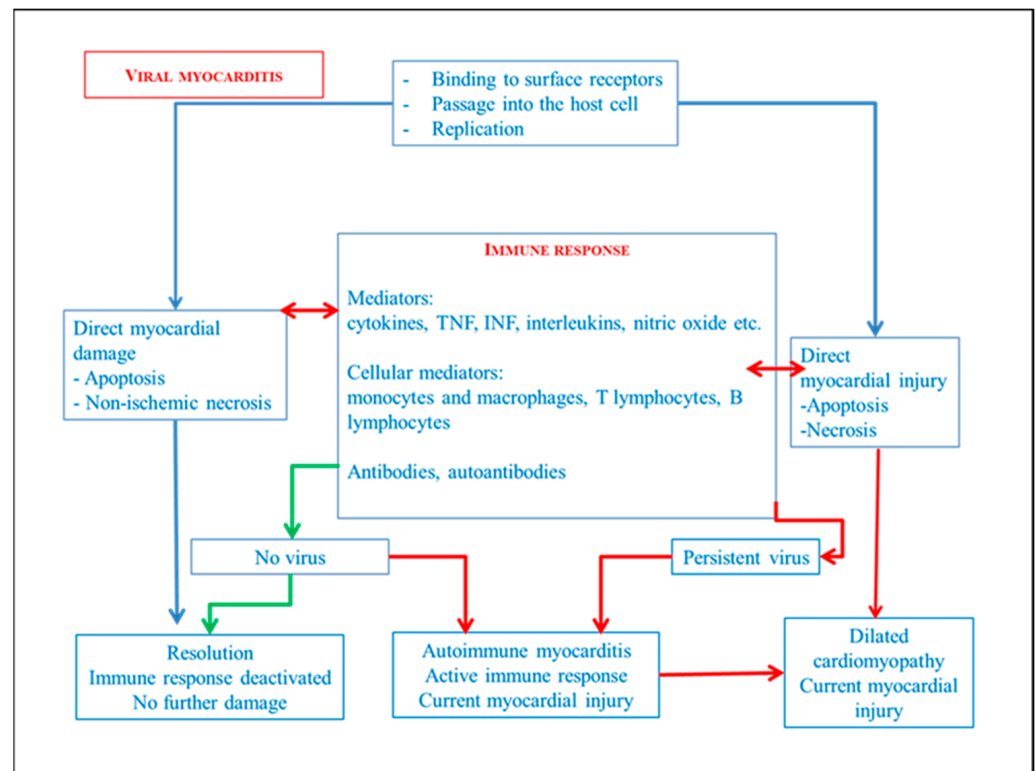 VIRAL MYOCARDITIS
- Binding to surface receptors
- Passage into the host cell
- Replication
IMMUNE RESPONSE
Mediators:
cytokines, TNF, INF, interleukins, nitric oxide etc.
Cellular mediators:
monocytes and macrophages, T lymphocytes, B
lymphocytes
Antibodies, autoantibodies
Direct myocardial
damage
- Apoptosis
- Non-ischemic necrosis
Direct
myocardial injury
-Apoptosis
-Necrosis
No virus
Persistent virus
Resolution
Immune response deactivated
No further damage
Autoimmune myocarditis
Active immune response
Current myocardial injury
Dilated
cardiomyopathy
Current myocardial
injury